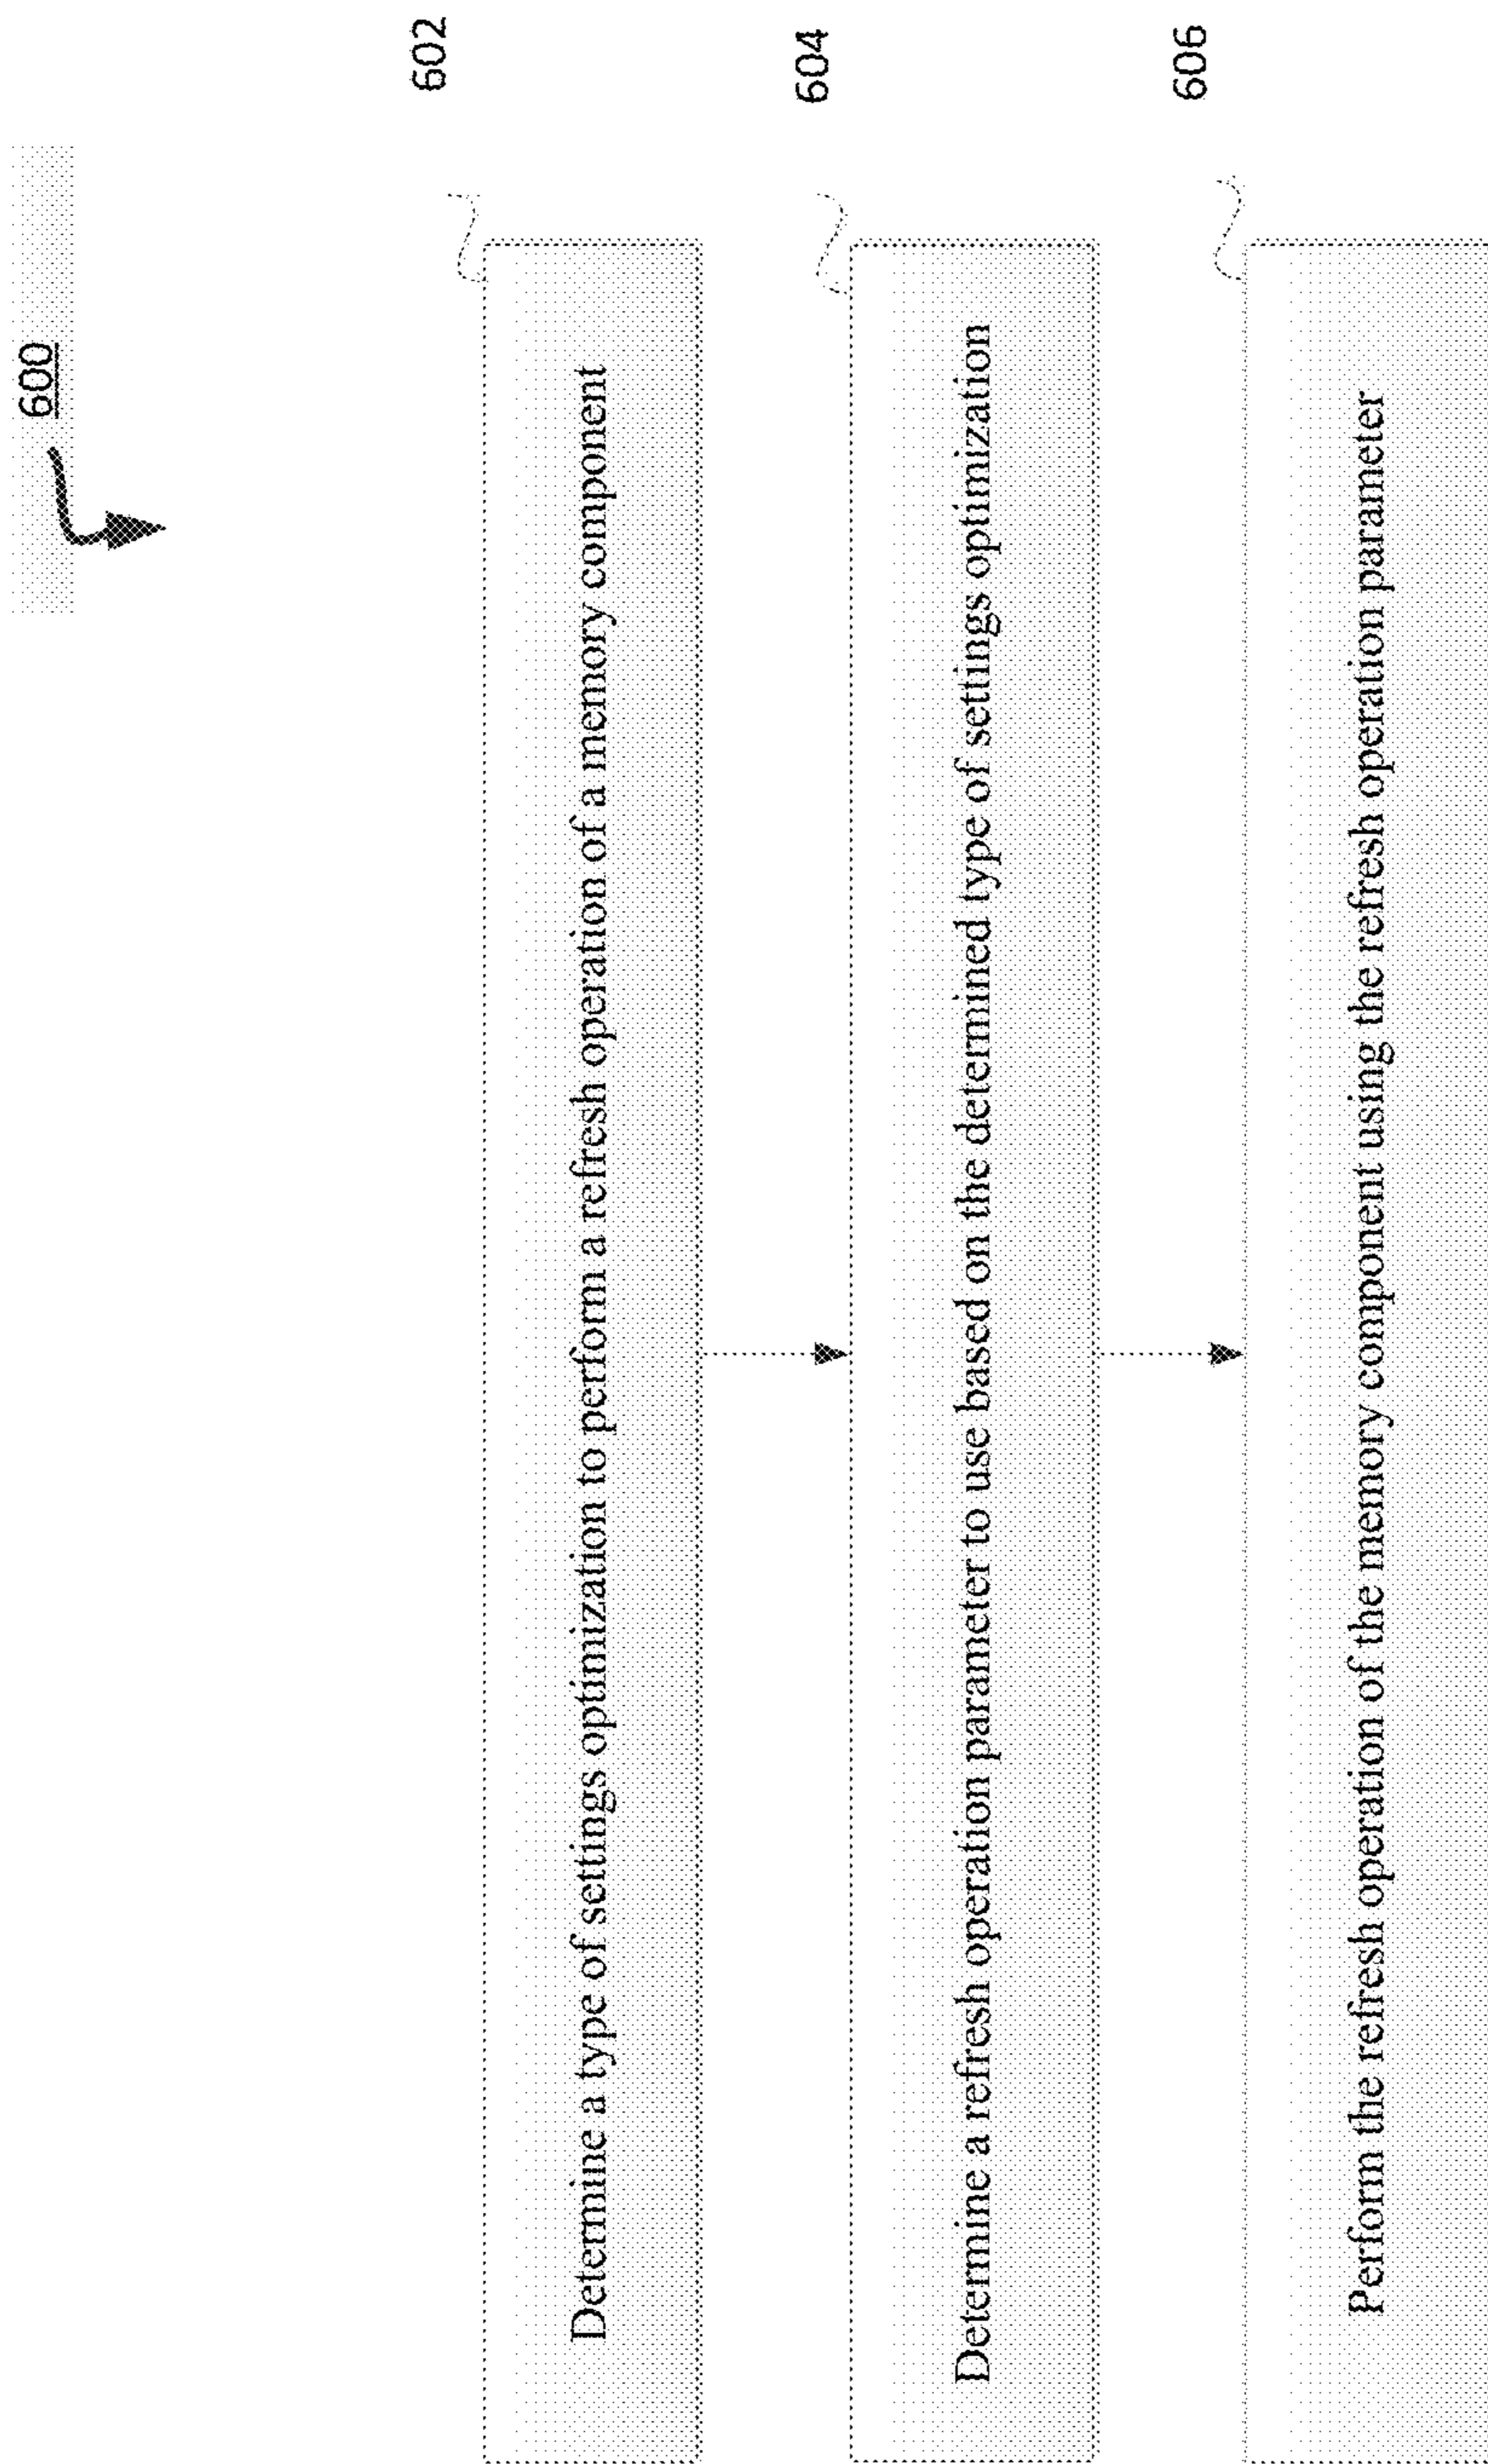 600
602
Determine a type of settings optimization to perform a refresh operation of a memory component
604
Determine a refresh operation parameter to use based on the determined type of settings optimization
606
Perform the refresh operation of the memory component using the refresh operation parameter